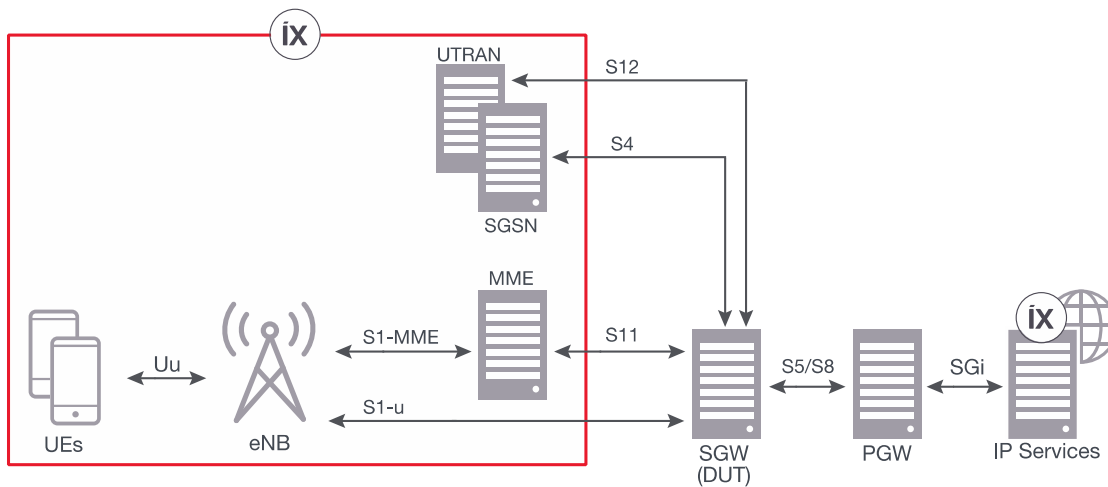 ix
UTRAN
S12
S4
SGSN
MME
ix
S1-MME
S11
Uu
S5/S8
SGi
S1-u
UEs
eNB
SGW
(DUT)
PGW
IP Services